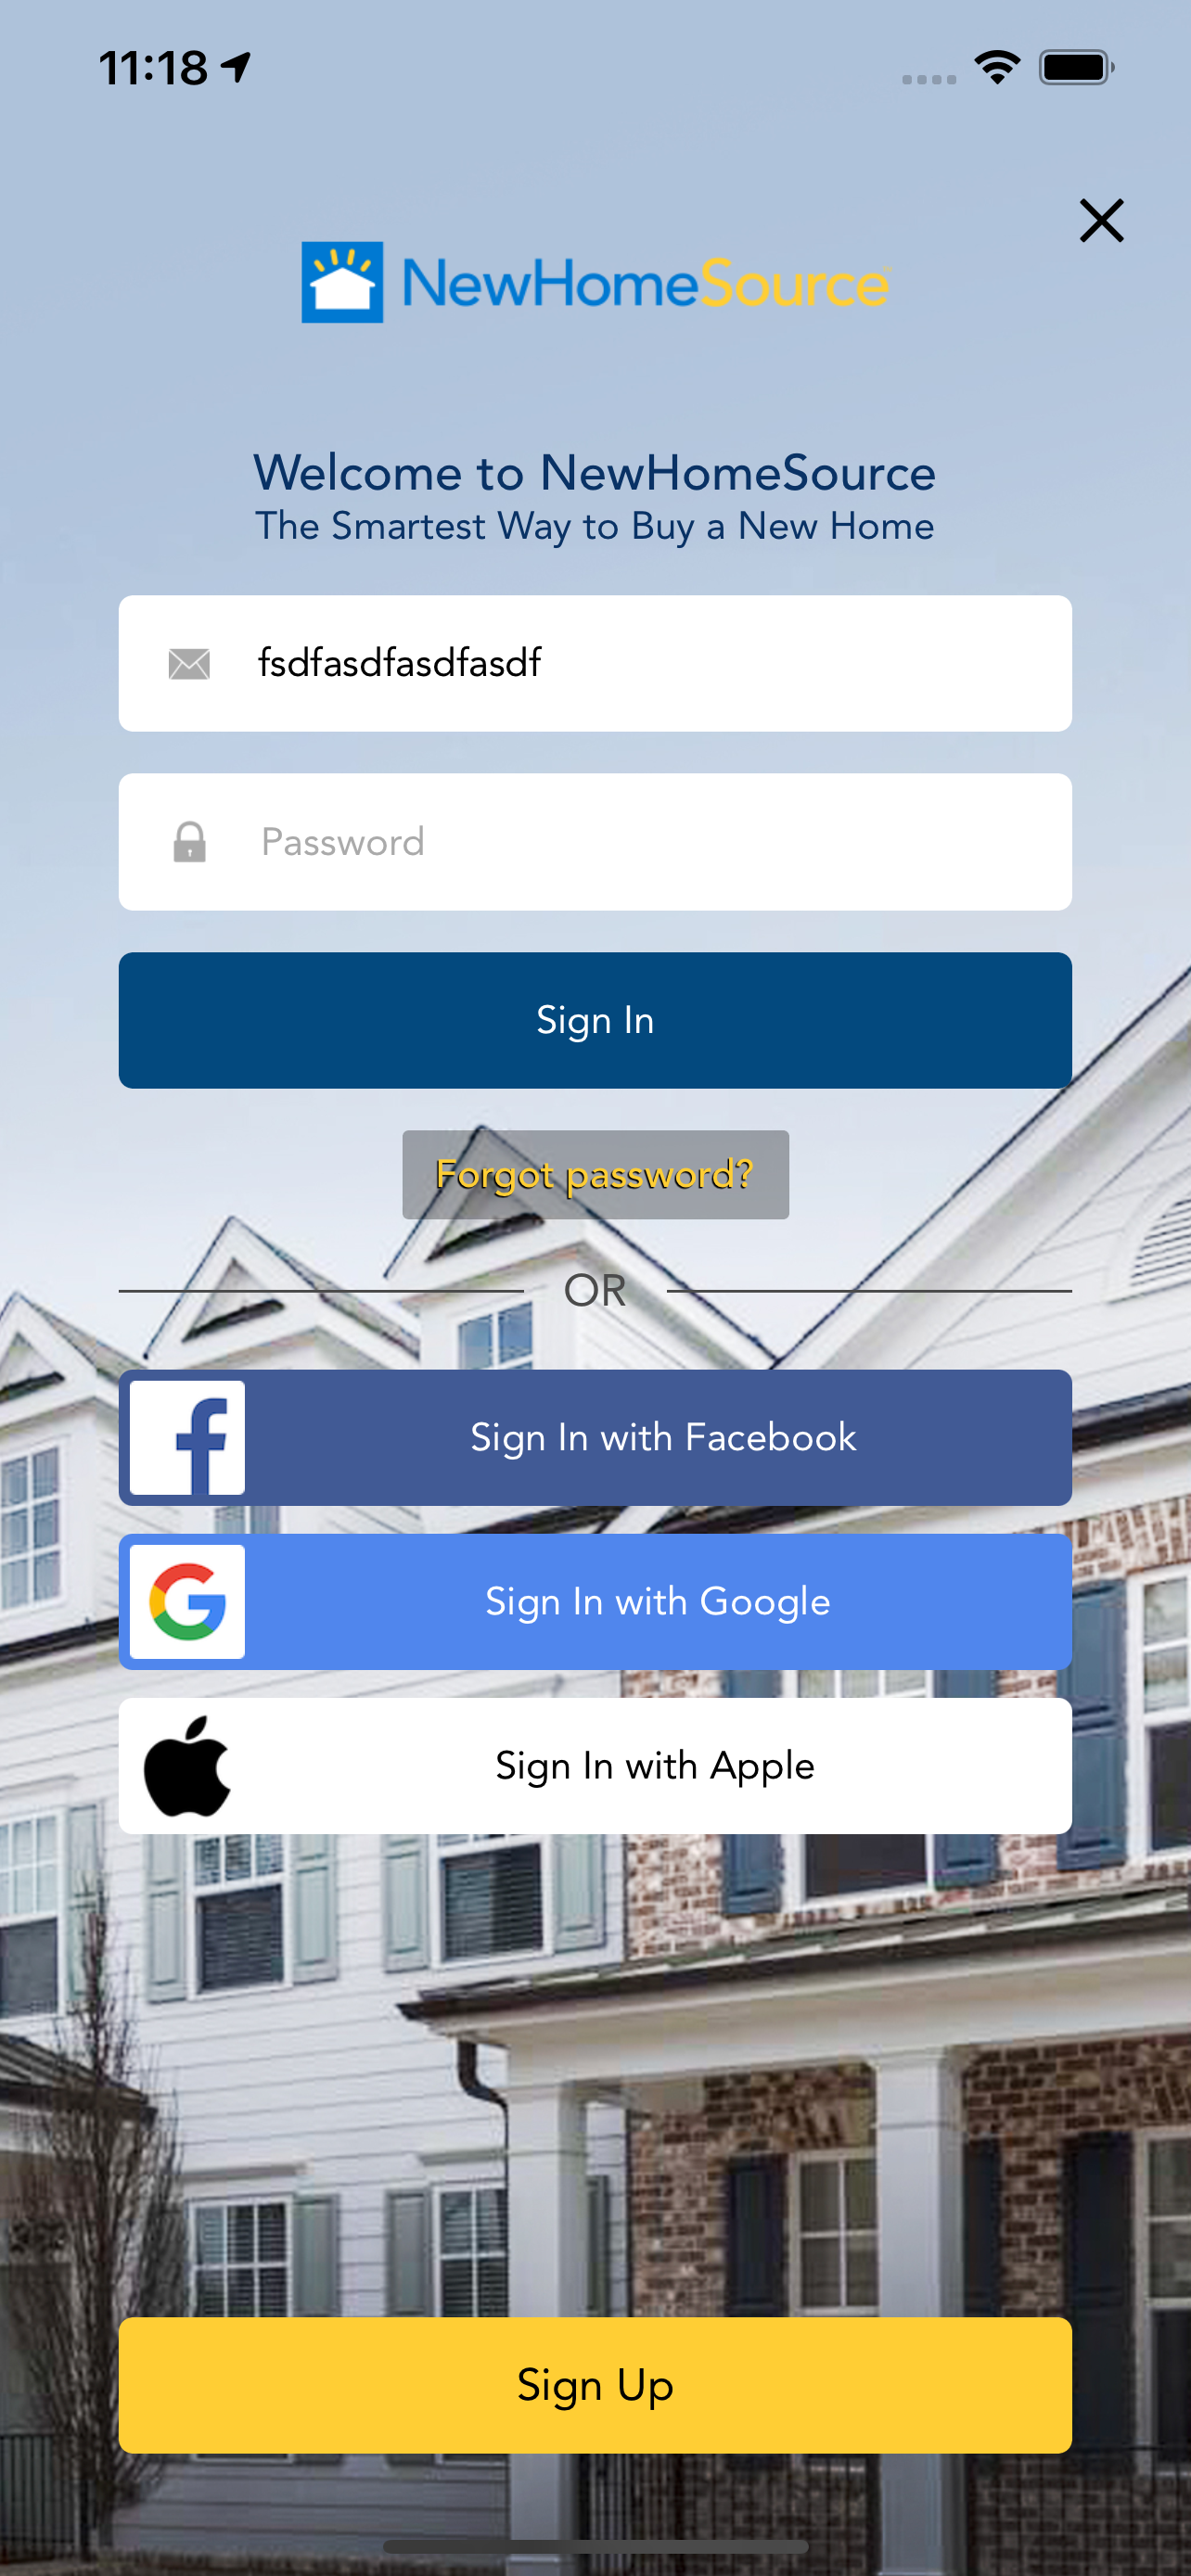 11:18
NewHomeSource
Welcome to NewHomeSource
The Smartest Way to Buy a New Home
fsdfasdfasdfasdf
Password
Sign In
Forgot password?
OR
Sign In with Facebook
Sign In with Google
Sign In with Apple
Sign Up